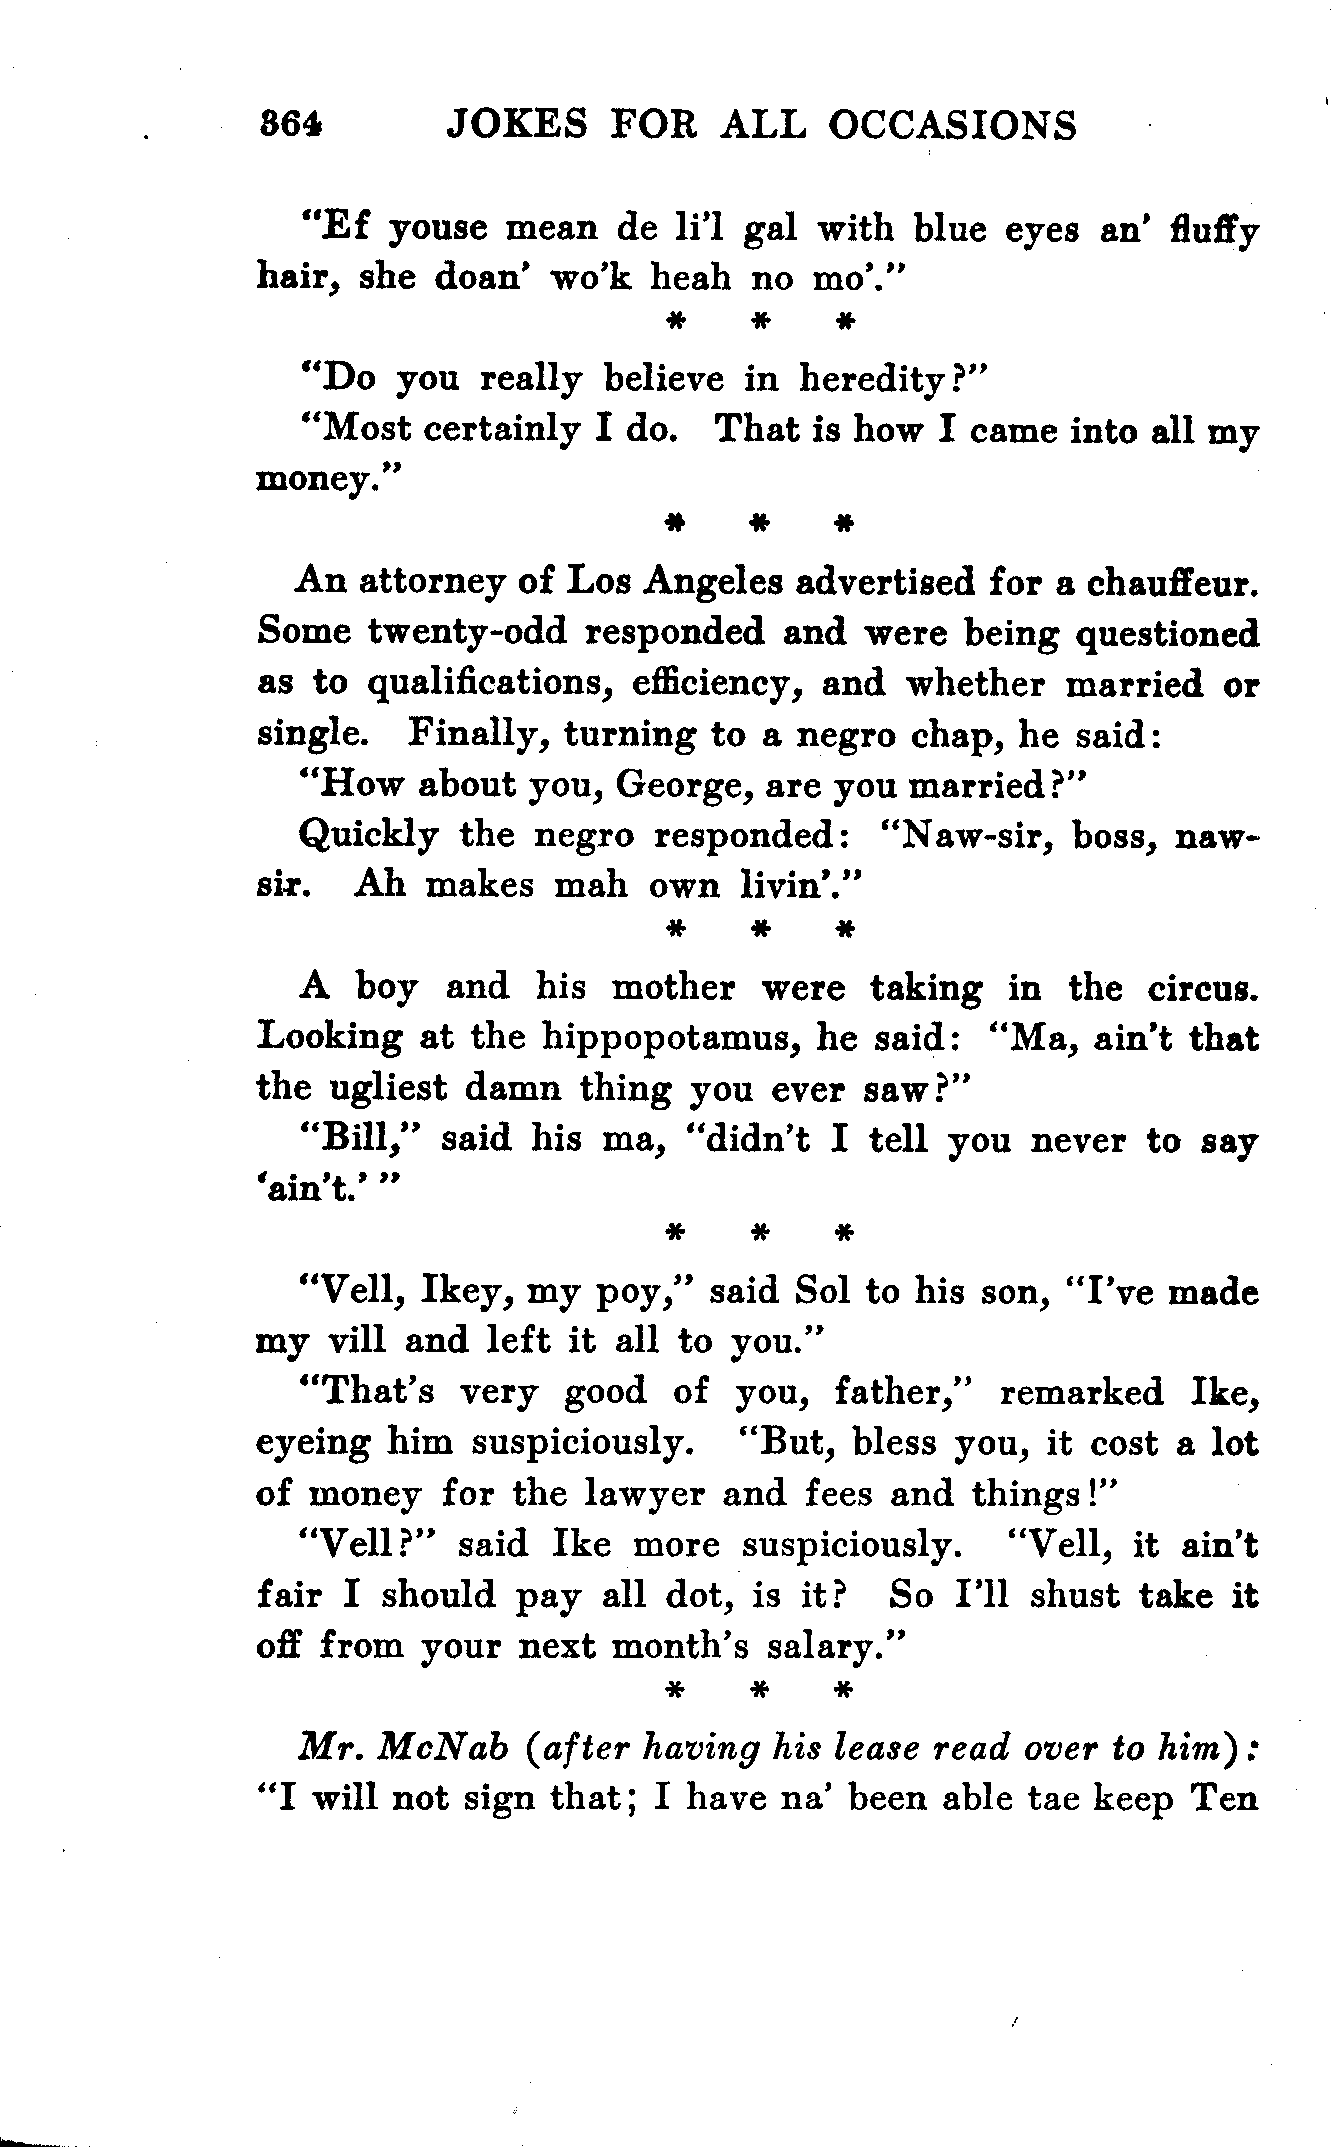 364 JOKES FOR ALL OCCASIONS
"Ef youse mean de li'l gal with blue eyes an' fluffy
hair, she doan' wo'k heah no mo'."
* * *
"Do you really believe in heredity?"
"Most certainly I do. That is how I came into all my
money."
* * *
An attorney of Los Angeles advertised for a chauffeur.
Some twenty-odd responded and were being questioned
as to qualifications, efficiency, and whether married or
single. Finally, turning to a negro chap, he said:
"How about you, George, are you married?"
Quickly the negro responded: "Naw-sir, boss, naw-
sir. Ah makes mah own livin'."
* * *
A boy and his mother were taking in the circus.
Looking at the hippopotamus, he said: "Ma, ain't that
the ugliest damn thing you ever saw?"
"Bill," said his ma, "didn't I tell you never to say
'ain't.' "
* * *
"Vell, Ikey, my poy," said Sol to his son, "I've made
my vill and left it all to you."
"That's very good of you, father," remarked Ike,
eyeing him suspiciously. "But, bless you, it cost a lot
of money for the lawyer and fees and things!"
"Vell?" said Ike more suspiciously. "Vell, it ain't
fair I should pay all dot, is it? So I'll shust take it
off from your next month's salary."
* * *
Mr. McNab (after having his lease read over to him):
"I will not sign that; I have na' been able tae keep Ten